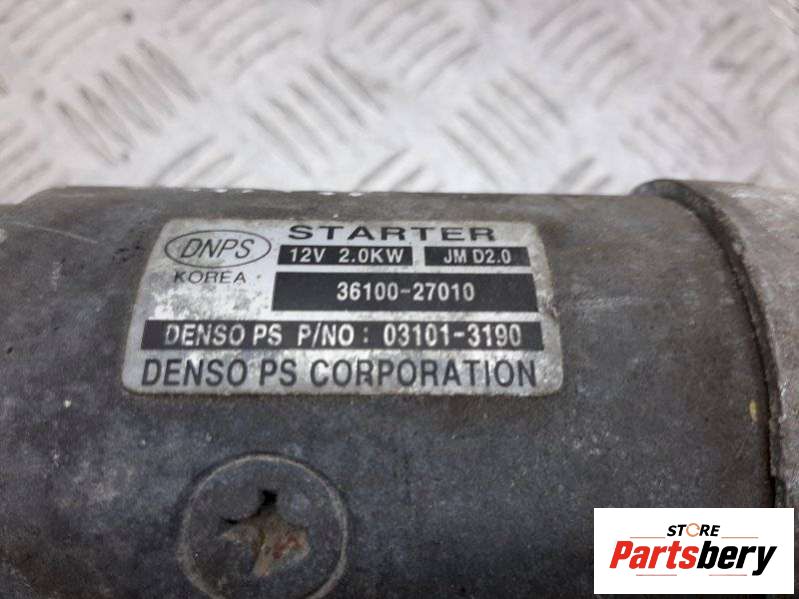 STARTER
DNPS
12V 2.0KW JM D2.0
KOREA
36100-27010
DENSO PS P/NO : 03101-3190
DENSO PS CORPORATION
STORE
Partsbery